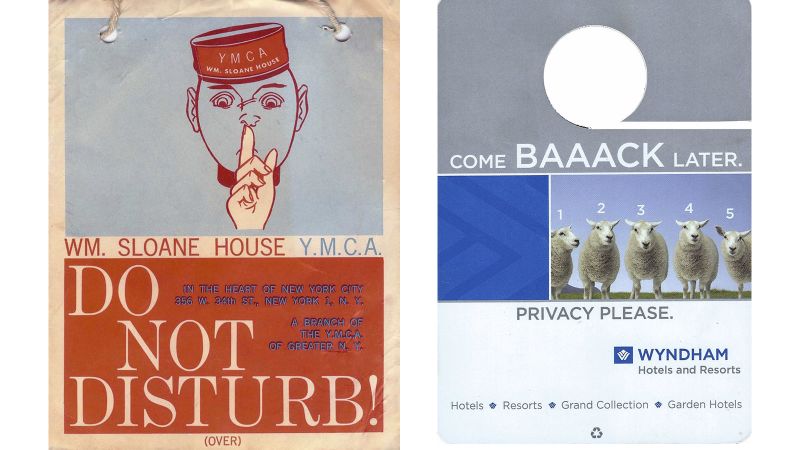 YMCA
WM. SLOANE HOUSE
WM. SLOANE HOUSE Y.M.C.A.
DO
NOT
DISTURB!
IN THE HEART OF NEW YORK CITY
356 W. 34th ST., NEW YORK 1, N. Y.
A BRANCH OF
THE Y.M.C.A.
OF GREATER N. Y.
(OVER)
COME BAAACK LATER.
1 2 3 4 5
PRIVACY PLEASE.
WYNDHAM
Hotels and Resorts
Hotels Resorts Grand Collection Garden Hotels